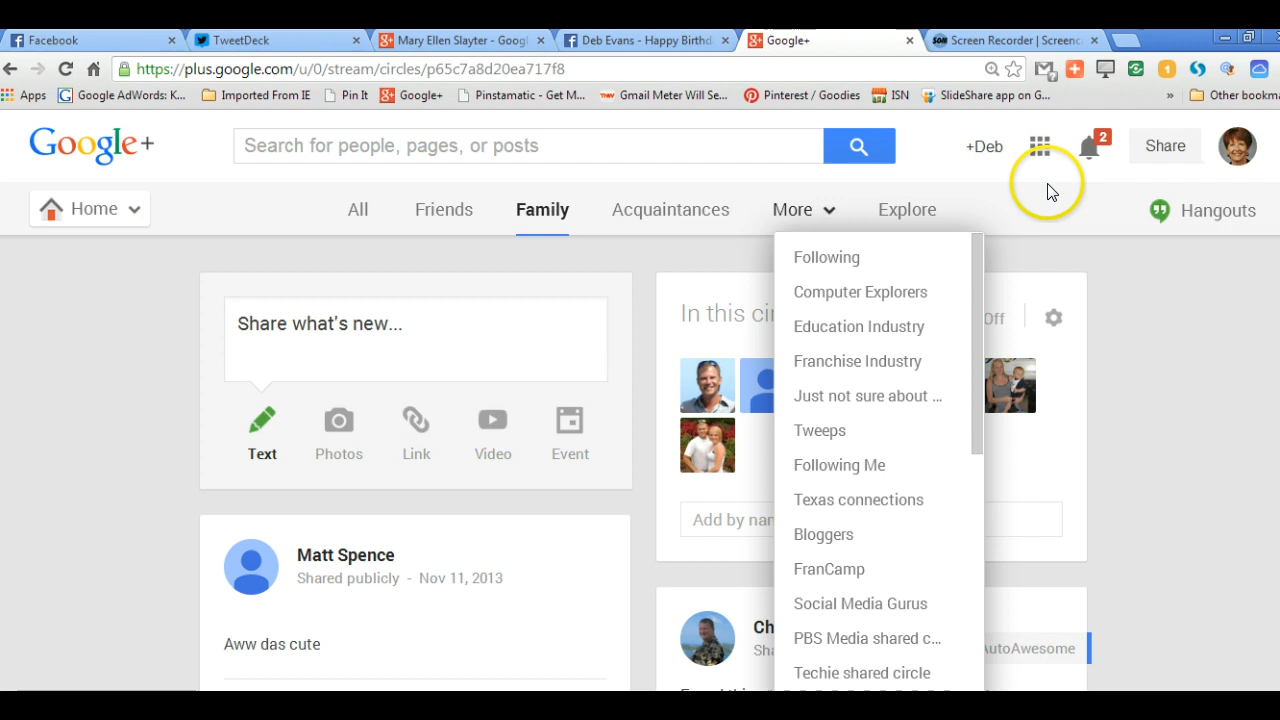 Facebook
TweetDeck
Mary Ellen Slayter - Googl
Deb Evans - Happy Birthd
Google+
Screen Recorder | Screenc
https://plus.google.com/u/0/stream/circles/p65c7a8d20ea717f8
Apps
Google AdWords: K...
Imported From IE
Pin It
Google+
Pinstamatic - Get M...
Gmail Meter Will Se...
Pinterest / Goodies
ISN
SlideShare app on G...
»
Other bookma
Google+
Search for people, pages, or posts
+Deb
2
Share
Home
All
Friends
Family
Acquaintances
More
Explore
Hangouts
Share what's new...
Text
Photos
Link
Video
Event
In this cir
Off
Add by nam
Following
Computer Explorers
Education Industry
Franchise Industry
Just not sure about ...
Tweeps
Following Me
Texas connections
Bloggers
FranCamp
Social Media Gurus
PBS Media shared c...
Techie shared circle
Matt Spence
Shared publicly - Nov 11, 2013
Aww das cute
Ch
Sha
AutoAwesome